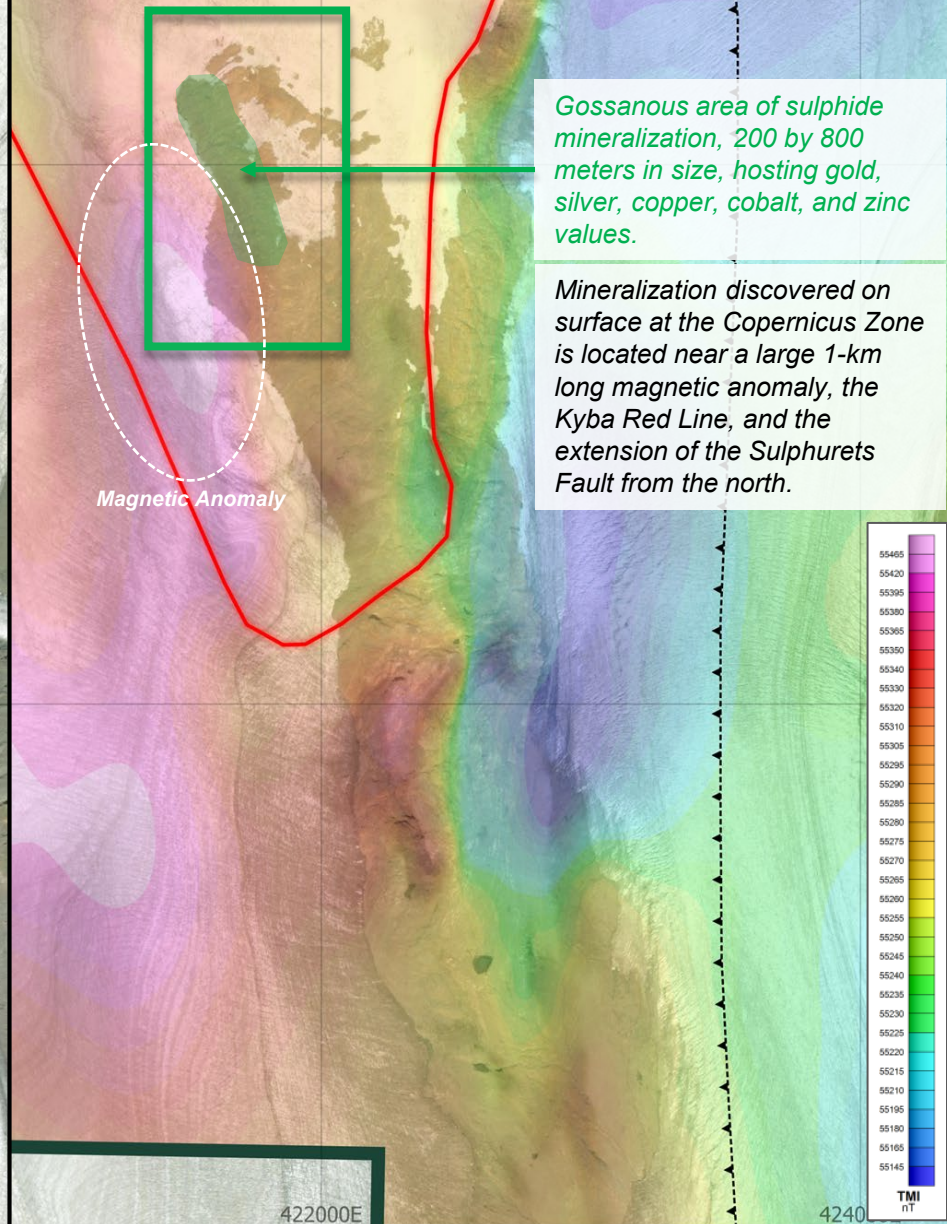 Gossanous area of sulphide
mineralization, 200 by 800
meters in size, hosting gold,
silver, copper, cobalt, and zinc
values.
Mineralization discovered on
surface at the Copernicus Zone
is located near a large 1-km
long magnetic anomaly, the
Kyba Red Line, and the
extension of the Sulphurets
Fault from the north.
Magnetic Anomaly
55465
55420
55395
55380
55365
55350
55340
55330
55320
55310
55305
55295
55290
55285
55280
55275
55270
55265
55260
55255
55250
55245
55240
55235
55230
55225
55220
55215
55210
55195
55180
55165
55145
TMI
nT
422000E